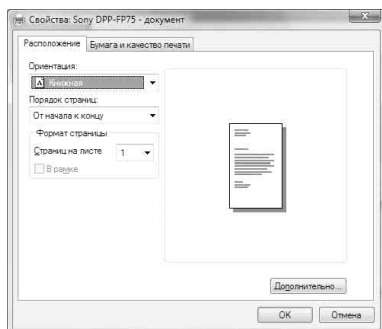 Свойства: Sony DPP-FP75 - документ
Расположение Бумага и качество печати
Ориентация:
A Книжная
Порядок страниц:
От начала к концу
Формат страницы
Страниц на листе 1
В рамке
Дополнительно...
OK Отмена